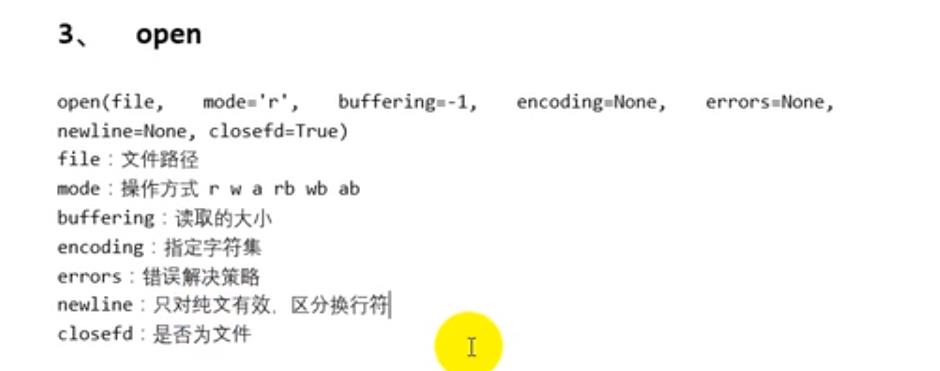 3、 open
open(file, mode='r', buffering=-1, encoding=None, errors=None,
newline=None, closefd=True)
file：文件路径
mode：操作方式 r w a rb wb ab
buffering：读取的大小
encoding：指定字符集
errors：错误解决策略
newline：只对纯文有效，区分换行符
closefd：是否为文件